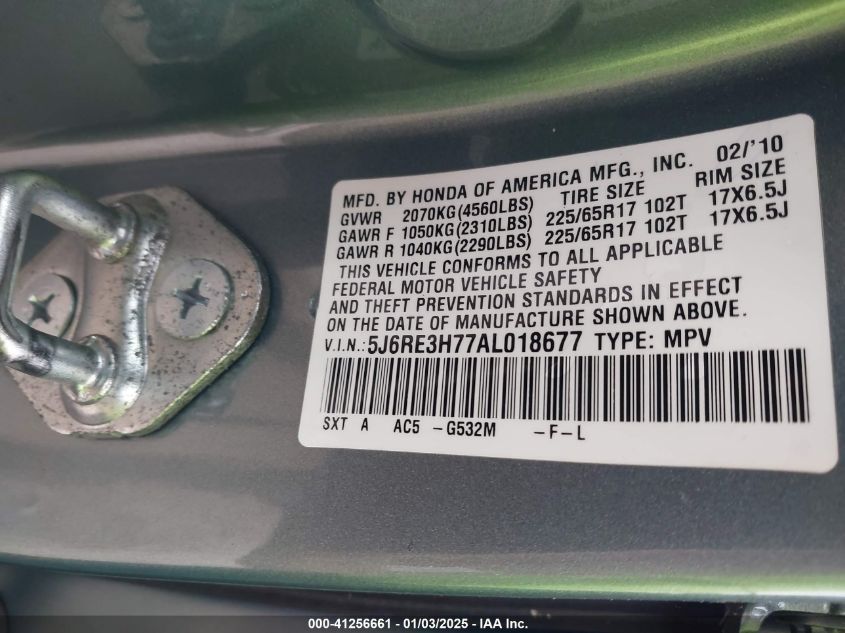 MFD. BY HONDA OF AMERICA MFG., INC. 02/'10
GVWR 2070KG(4560LBS) TIRE SIZE RIM SIZE
GAWR F 1050KG(2310LBS) 225/65R17 102T 17X6.5J
GAWR R 1040KG(2290LBS) 225/65R17 102T 17X6.5J
THIS VEHICLE CONFORMS TO ALL APPLICABLE
FEDERAL MOTOR VEHICLE SAFETY
AND THEFT PREVENTION STANDARDS IN EFFECT
ON THE DATE OF MANUFACTURE SHOWN ABOVE.
V.I.N.: 5J6RE3H77AL018677 TYPE: MPV
SXT A AC5 -G532M -F-L
000-41256661 - 01/03/2025 - IAA Inc.